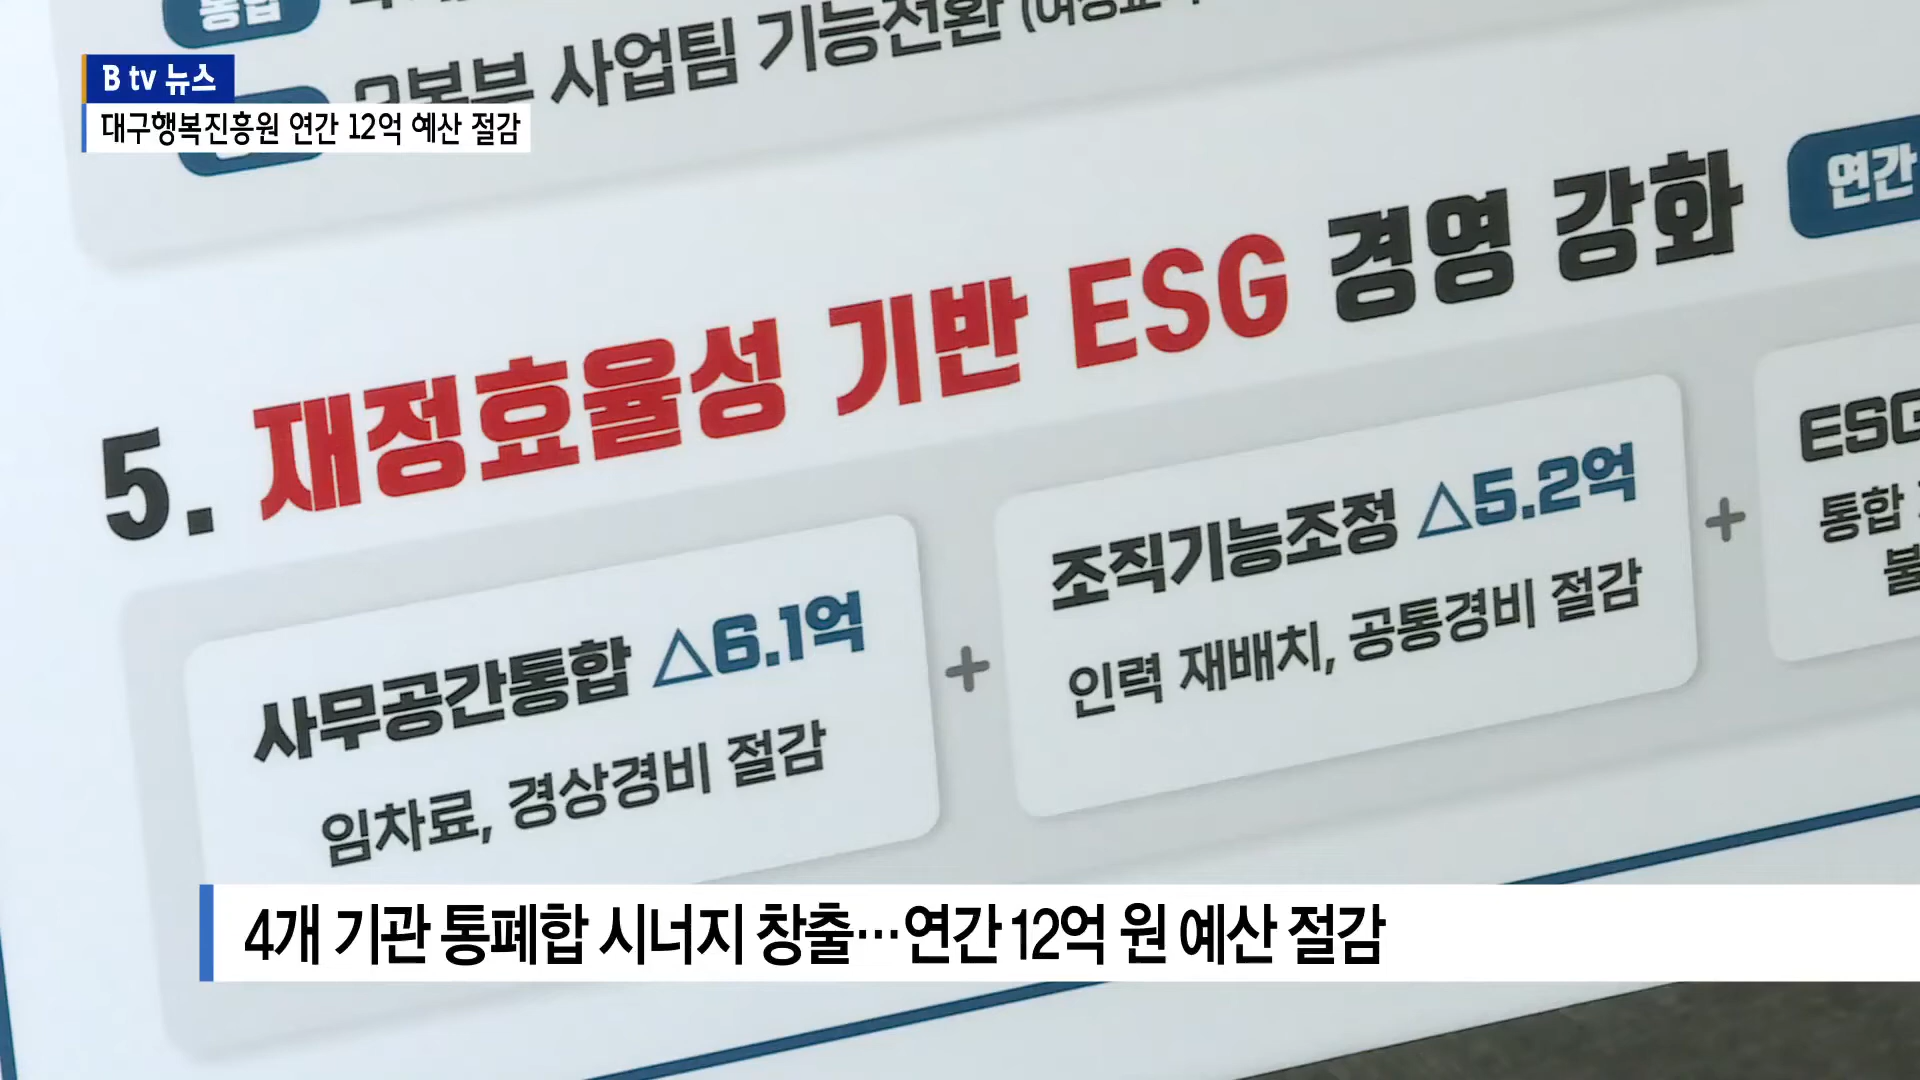 통합
사업팀 기능전환
B tv 뉴스
대구행복진흥원 연간 12억 예산 절감
5. 재정효율성 기반 ESG 경영 강화 연간
사무공간통합 △6.1억
임차료, 경상경비 절감
+
조직기능조정 △5.2억
인력 재배치, 공통경비 절감
+
ESG
통합
불
4개 기관 통폐합 시너지 창출…연간 12억 원 예산 절감